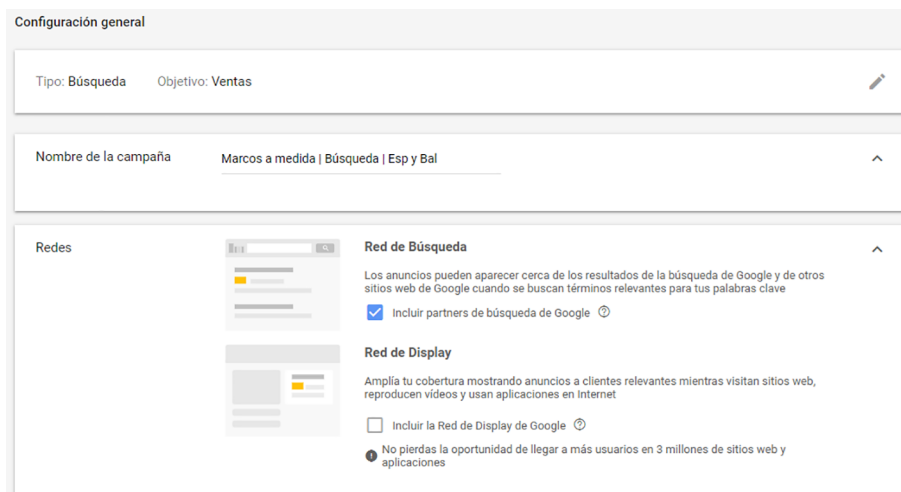 Configuración general
Tipo: Búsqueda Objetivo: Ventas
Nombre de la campaña Marcos a medida | Búsqueda | Esp y Bal
Redes
Red de Búsqueda
Los anuncios pueden aparecer cerca de los resultados de la búsqueda de Google y de otros
sitios web de Google cuando se buscan términos relevantes para tus palabras clave
Incluir partners de búsqueda de Google
Red de Display
Amplía tu cobertura mostrando anuncios a clientes relevantes mientras visitan sitios web,
reproducen vídeos y usan aplicaciones en Internet
Incluir la Red de Display de Google
No pierdas la oportunidad de llegar a más usuarios en 3 millones de sitios web y
aplicaciones